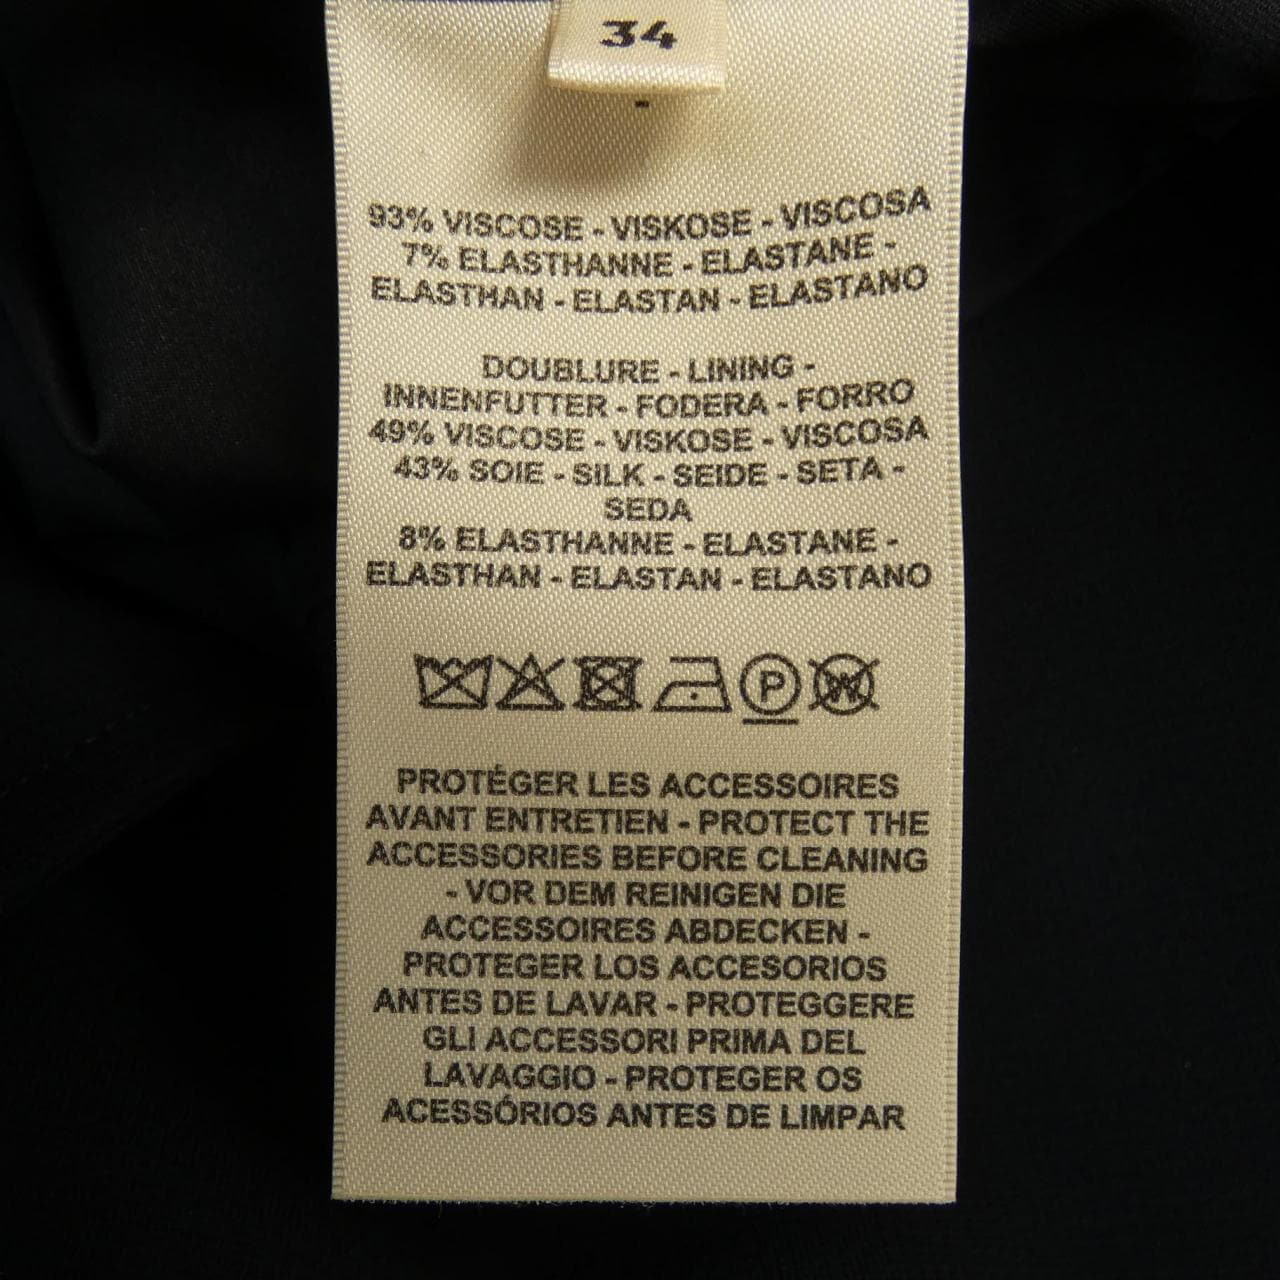 34
93% VISCOSE - VISKOSE - VISCOSA
7% ELASTHANNE - ELASTANE -
ELASTHAN - ELASTAN - ELASTANO
DOUBLURE - LINING -
INNENFUTTER - FODERA - FORRO
49% VISCOSE - VISKOSE - VISCOSA
43% SOIE - SILK - SEIDE - SETA -
SEDA
8% ELASTHANNE - ELASTANE -
ELASTHAN - ELASTAN - ELASTANO
P W
PROTÉGER LES ACCESSOIRES
AVANT ENTRETIEN - PROTECT THE
ACCESSORIES BEFORE CLEANING
- VOR DEM REINIGEN DIE
ACCESSOIRES ABDECKEN -
PROTEGER LOS ACCESORIOS
ANTES DE LAVAR - PROTEGGERE
GLI ACCESSORI PRIMA DEL
LAVAGGIO - PROTEGER OS
ACESSÓRIOS ANTES DE LIMPAR